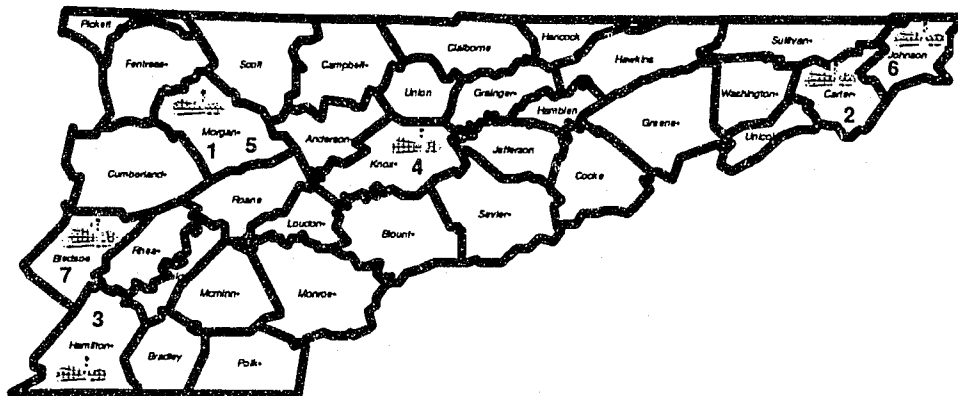 Pickett
Fentress+
Scott
Campbell+
Claiborne
Hancock
Hawkins
Sullivan+
Johnson
6
Union
Grainger+
Hamblen
Washington+
Carter+
2
Morgan+
1
5
Anderson+
Knox+
4
Jefferson
Greene+
Unicoi
Cumberland+
Roane
Cocke
Loudon+
Blount+
Sevier+
Bledsoe
7
Rhea+
Mcminn+
Monroe+
3
Hamilton+
Bradley
Polk+